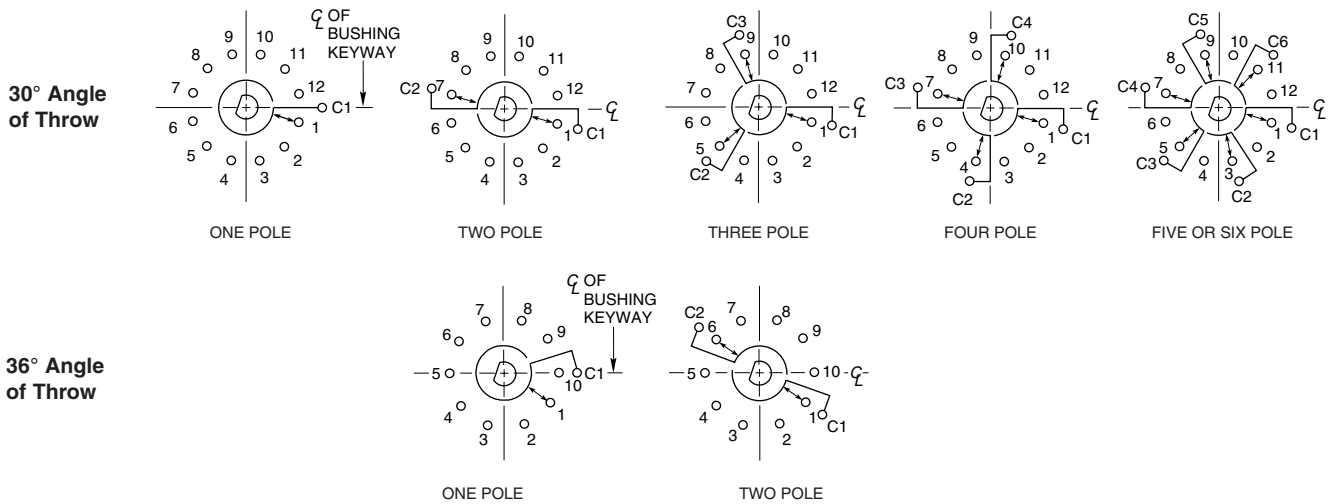 30° Angle
of Throw
℄ OF
BUSHING
KEYWAY
9 10
8 11
7 12
C1
6 1
5 2
4 3
ONE POLE
9 10
8 11
C2 7 12
℄
6 1 C1
5 2
4 3
TWO POLE
C3
9 10
8 11
7 12
℄
6 1 C1
5 2
C2 4 3
THREE POLE
C4
9 10
8 11
C3 7 12
℄
6 1 C1
5 2
4 3
C2
FOUR POLE
C5
9 10 C6
8 11
C4 7 12
℄
6 1 C1
5 2
C3 4 3
C2
FIVE OR SIX POLE
36° Angle
of Throw
℄ OF
BUSHING
KEYWAY
7 8
6 9
5 10 C1
4 1
3 2
ONE POLE
C2 7 8
6 9
5 10 ℄
4 1 C1
3 2
TWO POLE